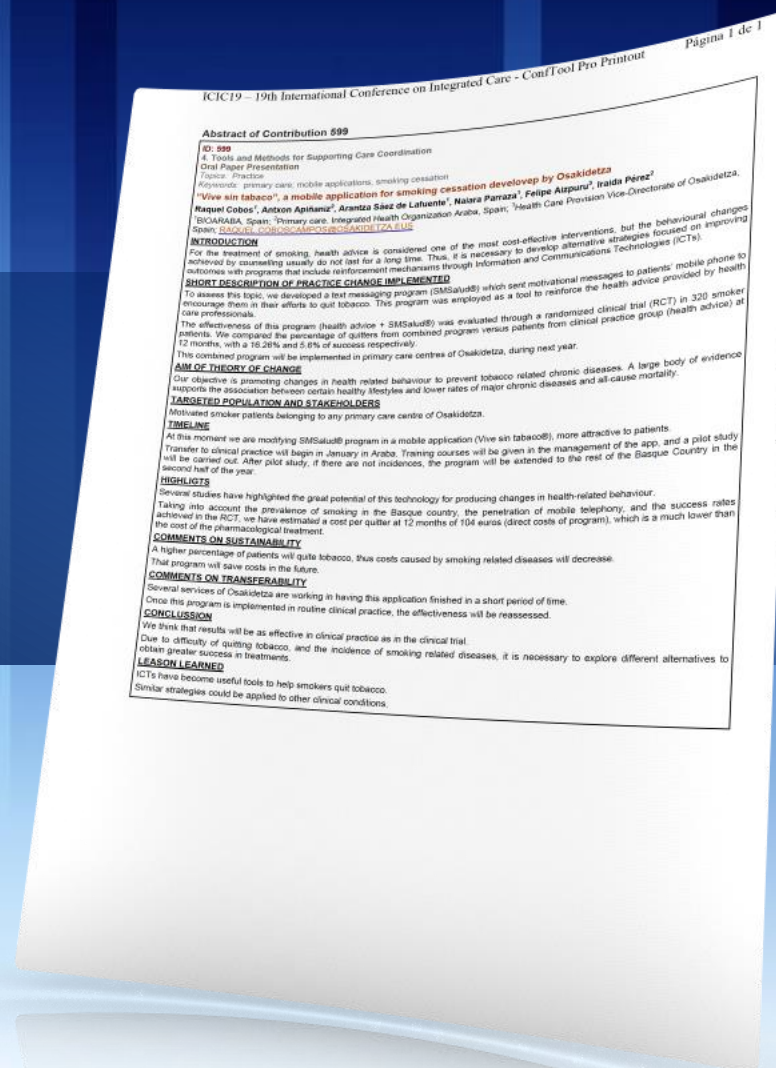 Página 1 de 1
ICIC19 – 19th International Conference on Integrated Care - ConfTool Pro Printout
Abstract of Contribution 599
ID: 599
4. Tools and Methods for Supporting Care Coordination
Oral Paper Presentation
Topics: Practice
Keywords: primary care, mobile applications, smoking cessation
"Vive sin tabaco", a mobile application for smoking cessation develovep by Osakidetza
Raquel Cobos¹, Antxon Apiñaniz², Arantza Sáez de Lafuente¹, Naiara Parraza¹, Felipe Aizpuru³, Iraida Pérez²
¹BIOARABA, Spain; ²Primary care. Integrated Health Organization Araba, Spain; ³Health Care Provision Vice-Directorate of Osakidetza,
Spain; RAQUEL.COBOSCAMPOS@OSAKIDETZA.EUS
INTRODUCTION
For the treatment of smoking, health advice is considered one of the most cost-effective interventions, but the behavioural changes
achieved by counselling usually do not last for a long time. Thus, it is necessary to develop alternative strategies focused on improving
outcomes with programs that include reinforcement mechanisms through Information and Communications Technologies (ICTs).
SHORT DESCRIPTION OF PRACTICE CHANGE IMPLEMENTED
To assess this topic, we developed a text messaging program (SMSalud®) which sent motivational messages to patients' mobile phone to
encourage them in their efforts to quit tobacco. This program was employed as a tool to reinforce the health advice provided by health
care professionals.
The effectiveness of this program (health advice + SMSalud®) was evaluated through a randomized clinical trial (RCT) in 320 smoker
patients. We compared the percentage of quitters from combined program versus patients from clinical practice group (health advice) at
12 months, with a 16.26% and 5.6% of success respectively.
This combined program will be implemented in primary care centres of Osakidetza, during next year.
AIM OF THEORY OF CHANGE
Our objective is promoting changes in health related behaviour to prevent tobacco related chronic diseases. A large body of evidence
supports the association between certain healthy lifestyles and lower rates of major chronic diseases and all-cause mortality.
TARGETED POPULATION AND STAKEHOLDERS
Motivated smoker patients belonging to any primary care centre of Osakidetza.
TIMELINE
At this moment we are modifying SMSalud® program in a mobile application (Vive sin tabaco®), more attractive to patients.
Transfer to clinical practice will begin in January in Araba. Training courses will be given in the management of the app, and a pilot study
will be carried out. After pilot study, if there are not incidences, the program will be extended to the rest of the Basque Country in the
second half of the year.
HIGHLIGTS
Several studies have highlighted the great potential of this technology for producing changes in health-related behaviour.
Taking into account the prevalence of smoking in the Basque country, the penetration of mobile telephony, and the success rates
achieved in the RCT, we have estimated a cost per quitter at 12 months of 104 euros (direct costs of program), which is a much lower than
the cost of the pharmacological treatment.
COMMENTS ON SUSTAINABILITY
A higher percentage of patients will quite tobacco, thus costs caused by smoking related diseases will decrease.
That program will save costs in the future.
COMMENTS ON TRANSFERABILITY
Several services of Osakidetza are working in having this application finished in a short period of time.
Once this program is implemented in routine clinical practice, the effectiveness will be reassessed.
CONCLUSSION
We think that results will be as effective in clinical practice as in the clinical trial.
Due to difficulty of quitting tobacco, and the incidence of smoking related diseases, it is necessary to explore different alternatives to
obtain greater success in treatments.
LEASON LEARNED
ICTs have become useful tools to help smokers quit tobacco.
Similar strategies could be applied to other clinical conditions.